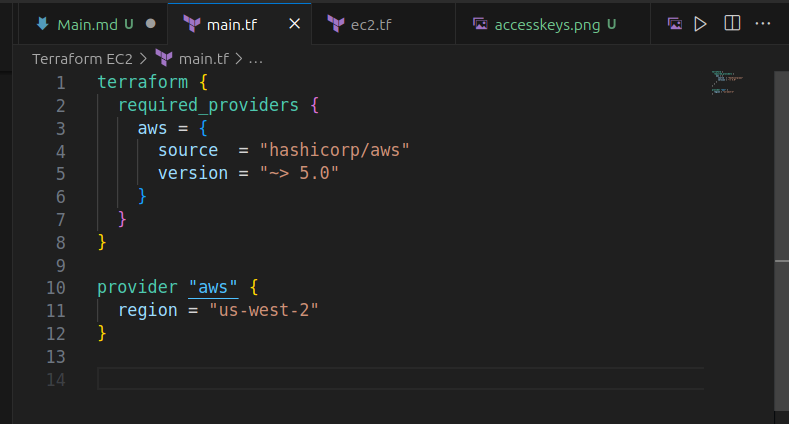 Main.md U main.tf ec2.tf accesskeys.png U ...
Terraform EC2 > main.tf > ...
1 terraform {
2   required_providers {
3     aws = {
4       source  = "hashicorp/aws"
5       version = "~> 5.0"
6     }
7   }
8 }
9
10 provider "aws" {
11   region = "us-west-2"
12 }
13
14